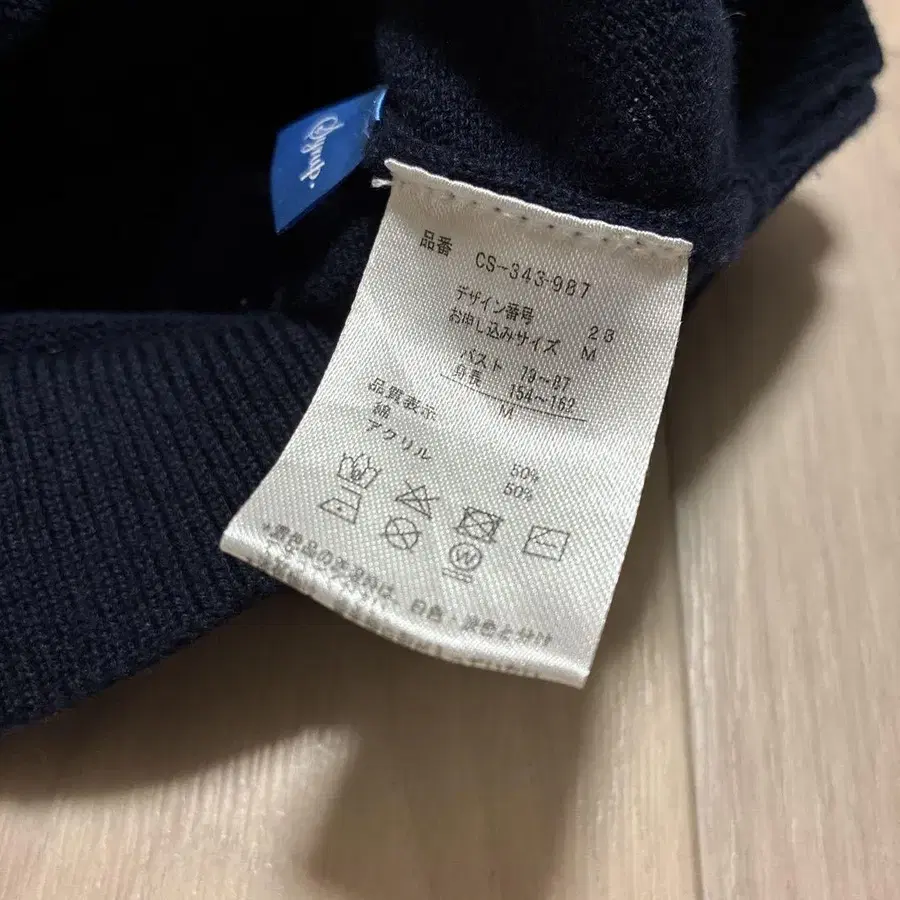 品番 CS-343-987
デザイン番号 23
お申し込みサイズ M
バスト 79~87
身長 154~162
M
品質表示
綿 50%
アクリル 50%
W